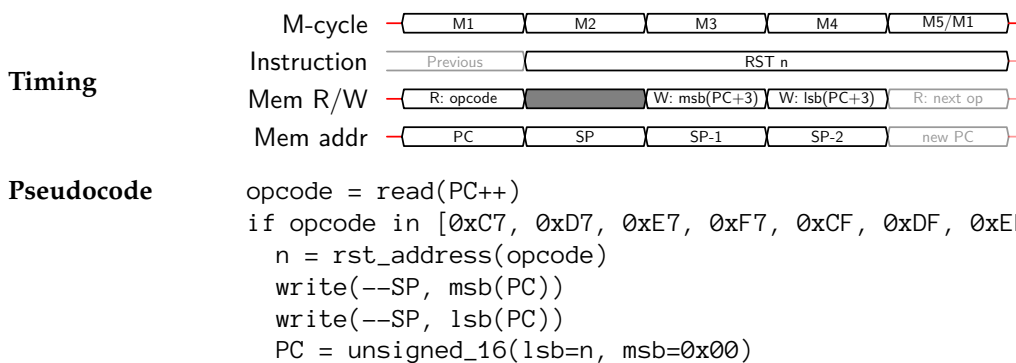 M-cycle M1 M2 M3 M4 M5/M1
Instruction Previous RST n
Timing
Mem R/W R: opcode W: msb(PC+3) W: lsb(PC+3) R: next op
Mem addr PC SP SP-1 SP-2 new PC
Pseudocode opcode = read(PC++)
if opcode in [0xC7, 0xD7, 0xE7, 0xF7, 0xCF, 0xDF,
n = rst_address(opcode)
write(--SP, msb(PC))
write(--SP, lsb(PC))
PC = unsigned_16(lsb=n, msb=0x00)